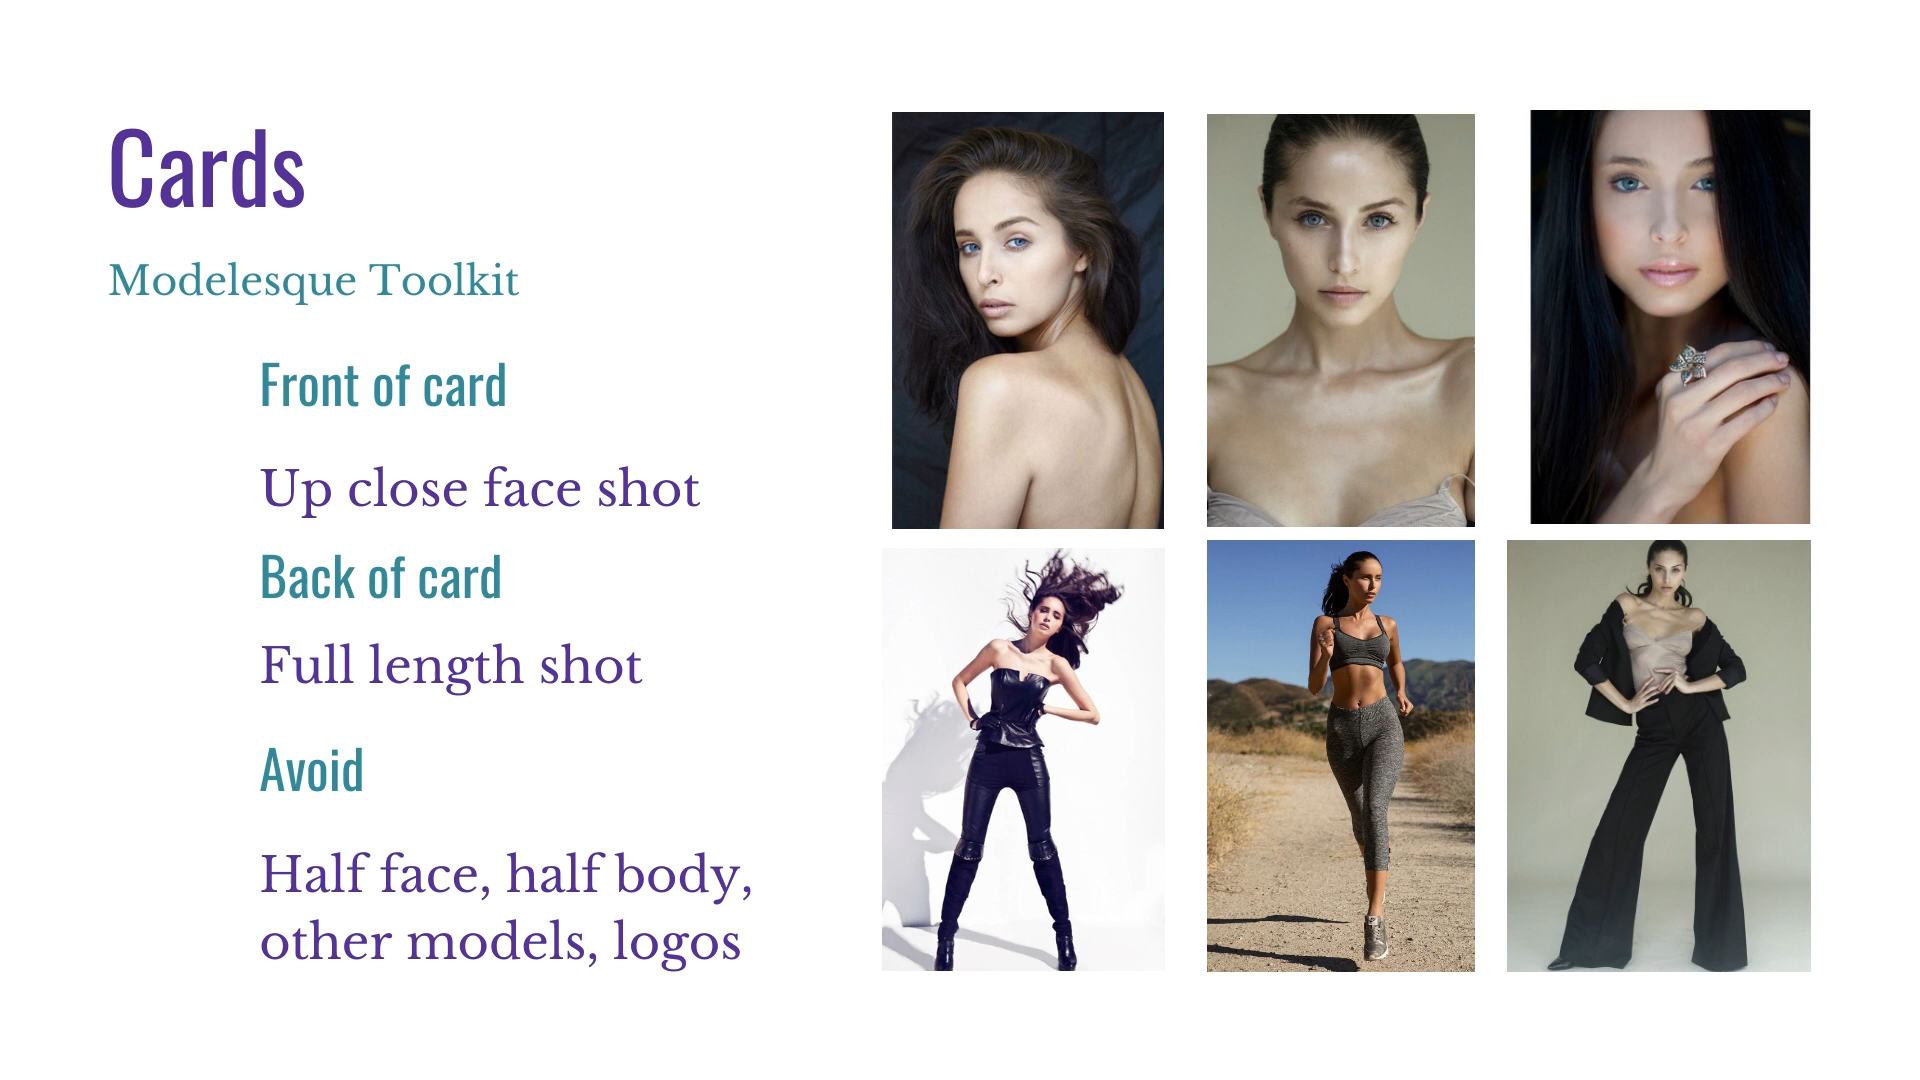 Cards
Modelesque Toolkit
Front of card
Up close face shot
Back of card
Full length shot
Avoid
Half face, half body,
other models, logos